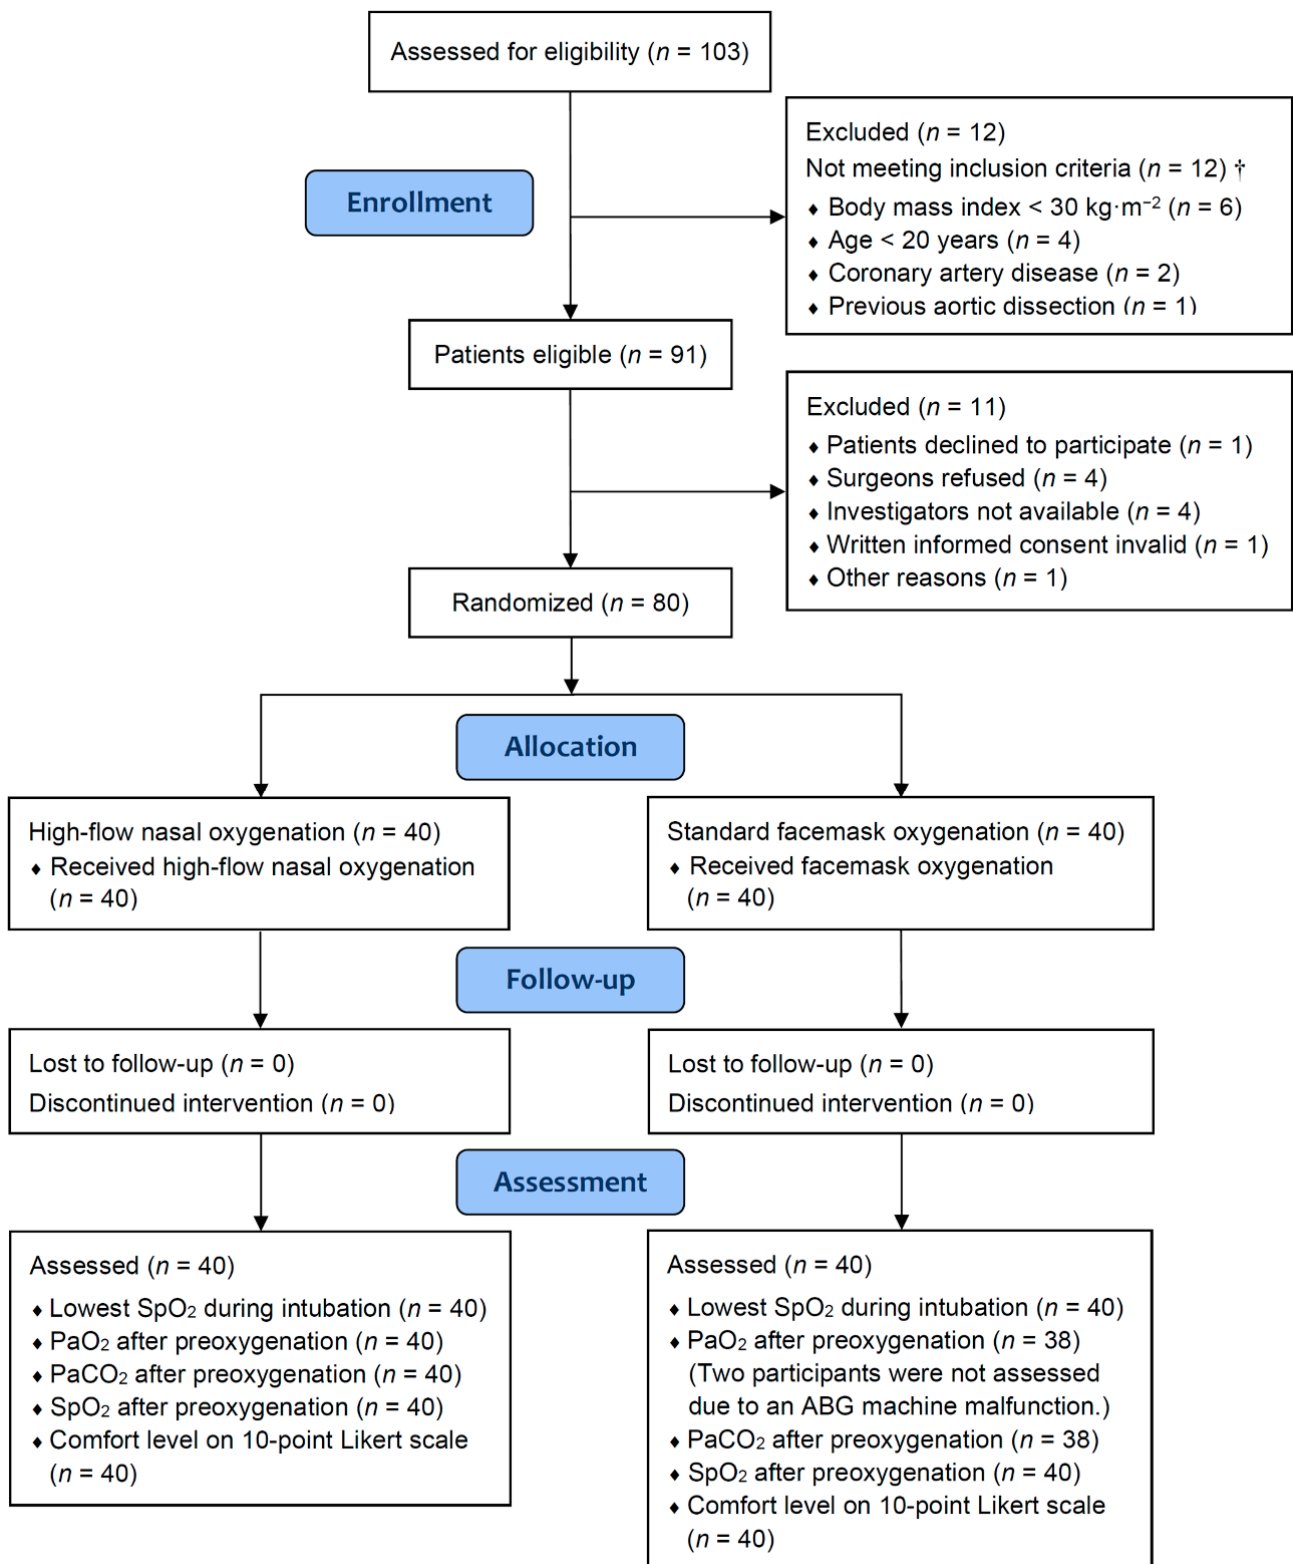 Assessed for eligibility (n = 103)
Excluded (n = 12)
Not meeting inclusion criteria (n = 12) †
♦ Body mass index < 30 kg·m⁻² (n = 6)
♦ Age < 20 years (n = 4)
♦ Coronary artery disease (n = 2)
♦ Previous aortic dissection (n = 1)
Enrollment
Patients eligible (n = 91)
Excluded (n = 11)
♦ Patients declined to participate (n = 1)
♦ Surgeons refused (n = 4)
♦ Investigators not available (n = 4)
♦ Written informed consent invalid (n = 1)
♦ Other reasons (n = 1)
Randomized (n = 80)
Allocation
High-flow nasal oxygenation (n = 40)
♦ Received high-flow nasal oxygenation
(n = 40)
Standard facemask oxygenation (n = 40)
♦ Received facemask oxygenation
(n = 40)
Follow-up
Lost to follow-up (n = 0)
Discontinued intervention (n = 0)
Lost to follow-up (n = 0)
Discontinued intervention (n = 0)
Assessment
Assessed (n = 40)
♦ Lowest SpO₂ during intubation (n = 40)
♦ PaO₂ after preoxygenation (n = 40)
♦ PaCO₂ after preoxygenation (n = 40)
♦ SpO₂ after preoxygenation (n = 40)
♦ Comfort level on 10-point Likert scale
(n = 40)
Assessed (n = 40)
♦ Lowest SpO₂ during intubation (n = 40)
♦ PaO₂ after preoxygenation (n = 38)
(Two participants were not assessed
due to an ABG machine malfunction.)
♦ PaCO₂ after preoxygenation (n = 38)
♦ SpO₂ after preoxygenation (n = 40)
♦ Comfort level on 10-point Likert scale
(n = 40)